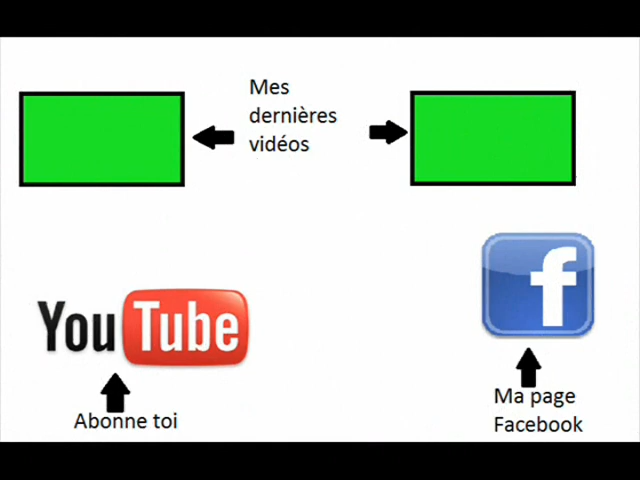 Mes
dernières
vidéos
YouTube
f
Abonne toi
Ma page
Facebook